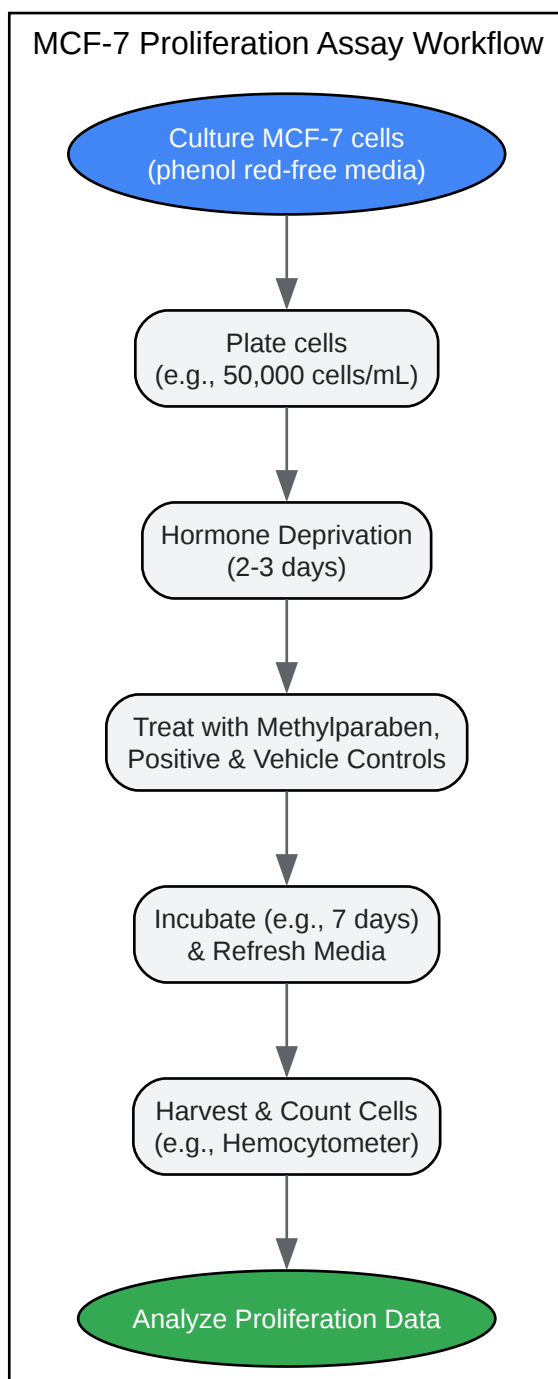 MCF-7 Proliferation Assay Workflow
Culture MCF-7 cells
(phenol red-free media)
Plate cells
(e.g., 50,000 cells/mL)
Hormone Deprivation
(2-3 days)
Treat with Methylparaben,
Positive & Vehicle Controls
Incubate (e.g., 7 days)
& Refresh Media
Harvest & Count Cells
(e.g., Hemocytometer)
Analyze Proliferation Data